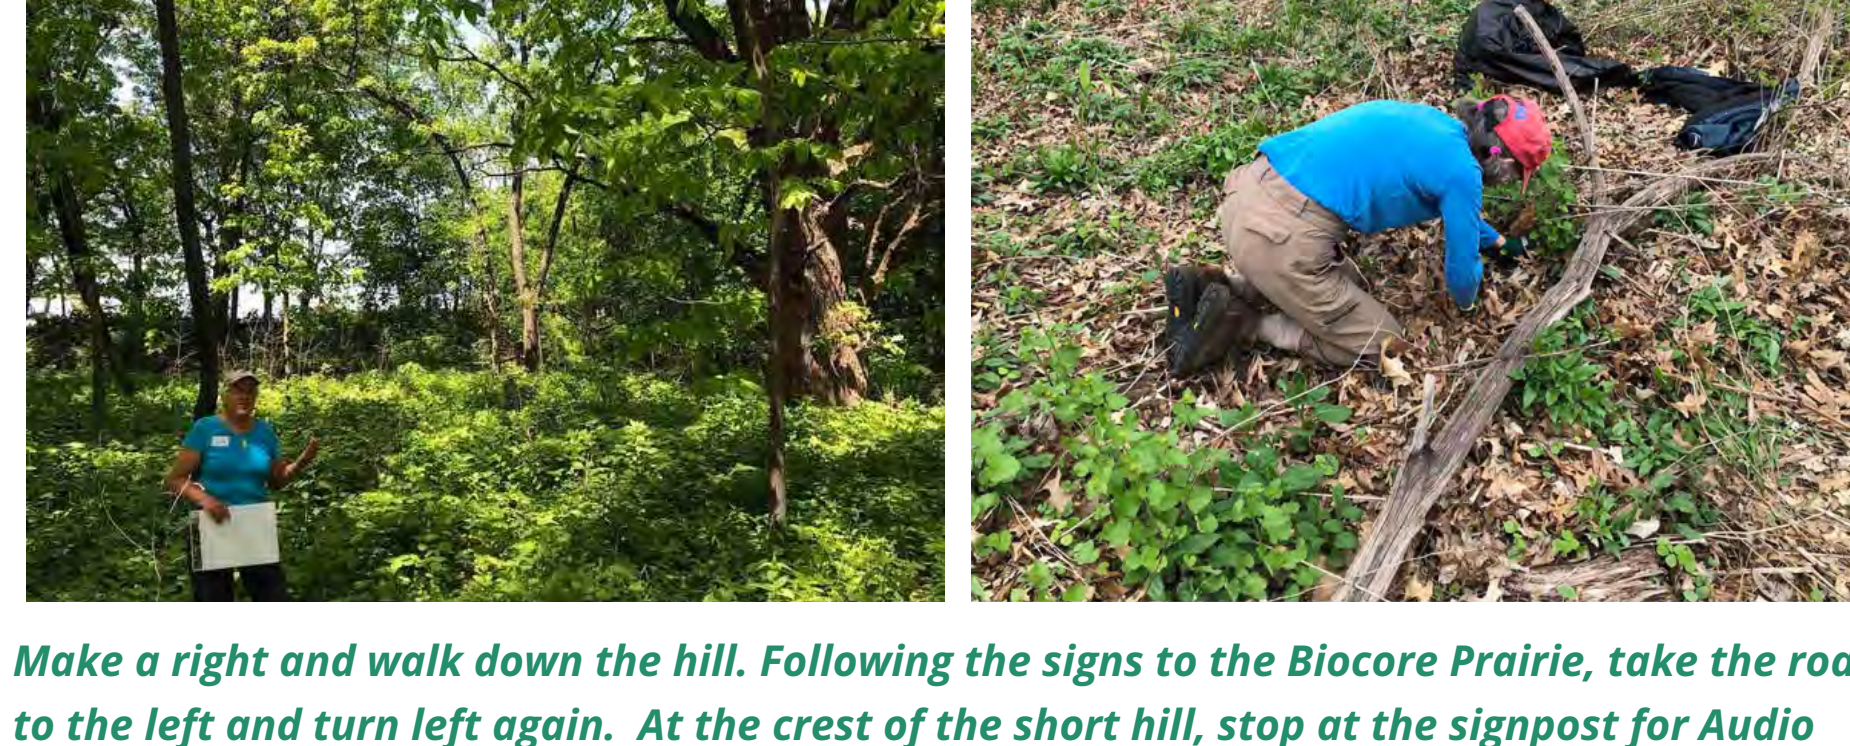 Make a right and walk down the hill. Following the signs to the Biocore Prairie, take the
to the left and turn left again. At the crest of the short hill, stop at the signpost for Audio